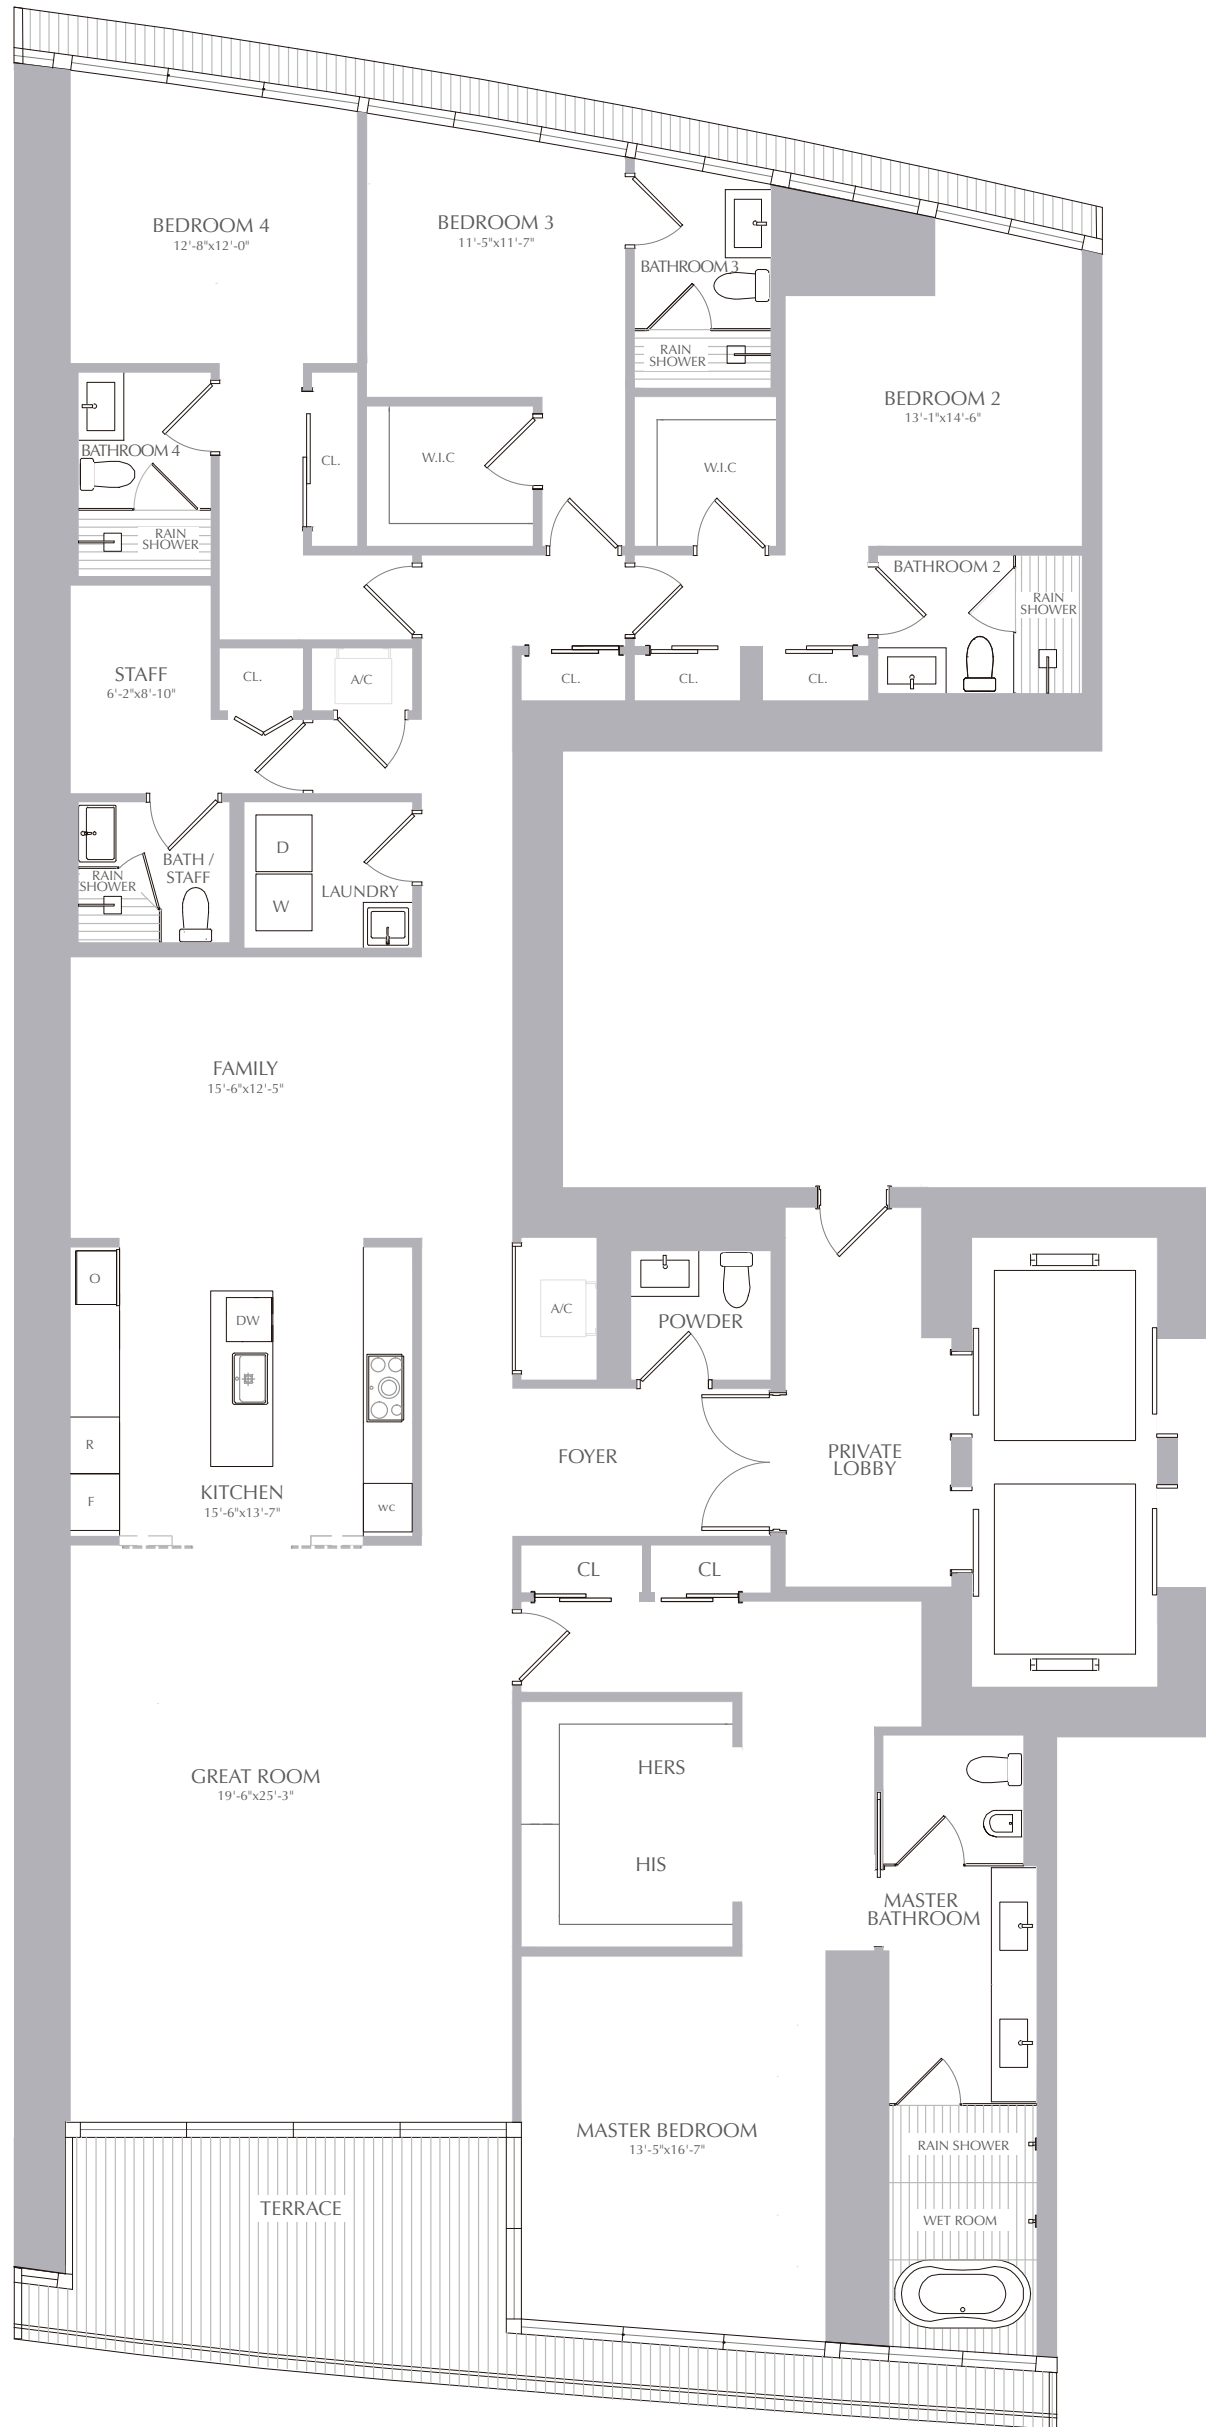 BEDROOM 4
12'-8"x12'-0"
BEDROOM 3
11'-5"x11'-7"
BATHROOM 3
RAIN
SHOWER
BEDROOM 2
13'-1"x14'-6"
BATHROOM 4
RAIN
SHOWER
CL.
W.I.C
W.I.C
BATHROOM 2
RAIN
SHOWER
STAFF
6'-2"x8'-10"
CL.
A/C
CL.
CL.
CL.
BATH /
STAFF
RAIN
SHOWER
D
W
LAUNDRY
FAMILY
15'-6"x12'-5"
O
DW
R
F
KITCHEN
15'-6"x13'-7"
wc
A/C
POWDER
FOYER
PRIVATE
LOBBY
CL
CL
GREAT ROOM
19'-6"x25'-3"
HERS
HIS
MASTER
BATHROOM
MASTER BEDROOM
13'-5"x16'-7"
RAIN SHOWER
WET ROOM
TERRACE